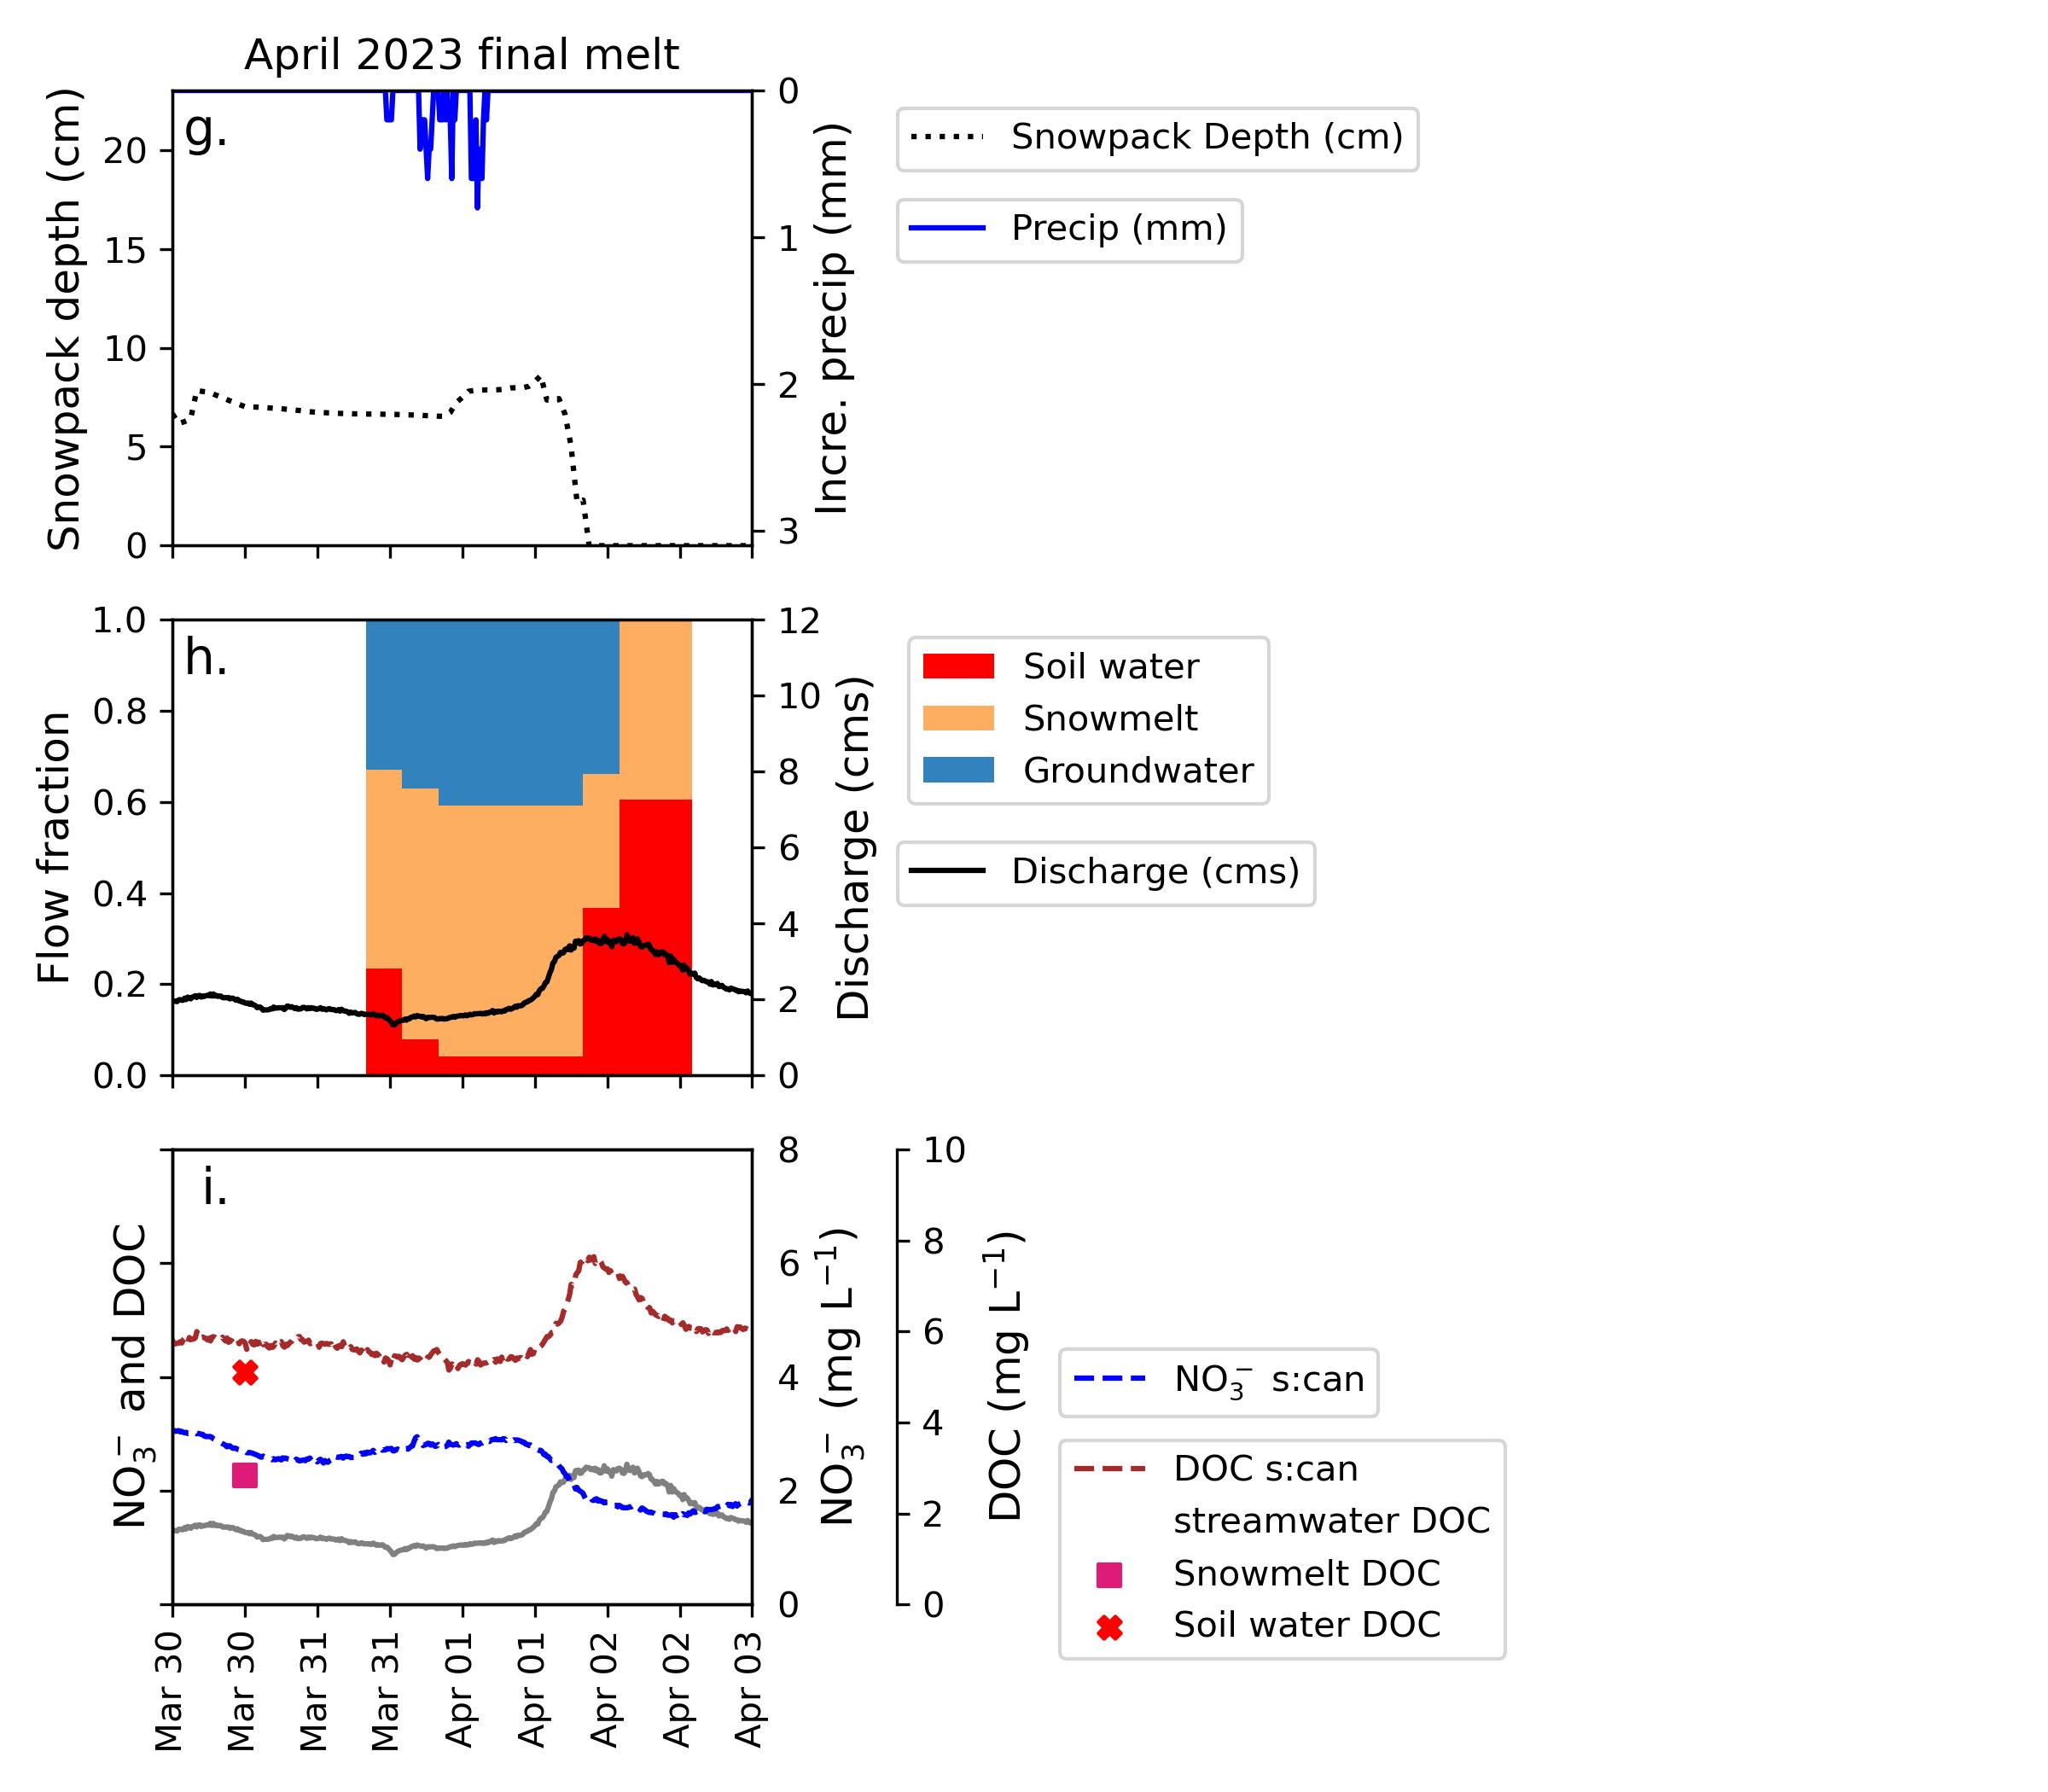 April 2023 final melt
g.
Snowpack depth (cm)
20
15
10
5
0
0
1
2
3
Incre. precip (mm)
Snowpack Depth (cm)
Precip (mm)
h.
Flow fraction
1.0
0.8
0.6
0.4
0.2
0.0
12
10
8
6
4
2
0
Discharge (cms)
Soil water
Snowmelt
Groundwater
Discharge (cms)
i.
NO₃⁻ and DOC
8
6
4
2
0
NO₃⁻ (mg L⁻¹)
10
8
6
4
2
0
DOC (mg L⁻¹)
NO₃⁻ s:can
DOC s:can
streamwater DOC
Snowmelt DOC
Soil water DOC
Mar 30
Mar 30
Mar 31
Mar 31
Apr 01
Apr 01
Apr 02
Apr 02
Apr 03